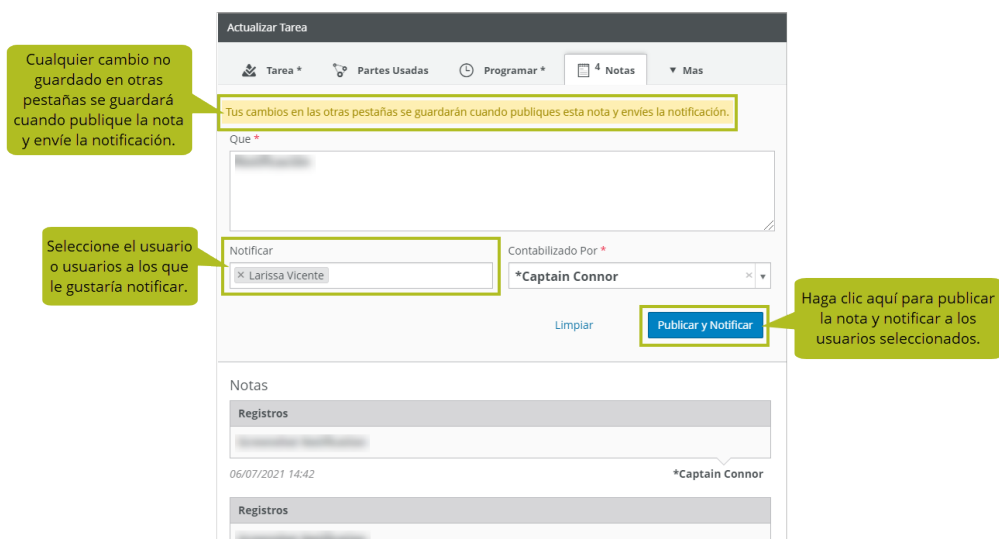 Actualizar Tarea
Tarea *
Partes Usadas
Programar *
4 Notas
Mas
Cualquier cambio no
guardado en otras
pestañas se guardará
cuando publique la nota
y envíe la notificación.
Tus cambios en las otras pestañas se guardarán cuando publiques esta nota y envíes la notificación.
Que *
Seleccione el usuario
o usuarios a los que
le gustaría notificar.
Notificar
× Larissa Vicente
Contabilizado Por *
*Captain Connor
Limpiar
Publicar y Notificar
Haga clic aquí para publicar
la nota y notificar a los
usuarios seleccionados.
Notas
Registros
06/07/2021 14:42
*Captain Connor
Registros